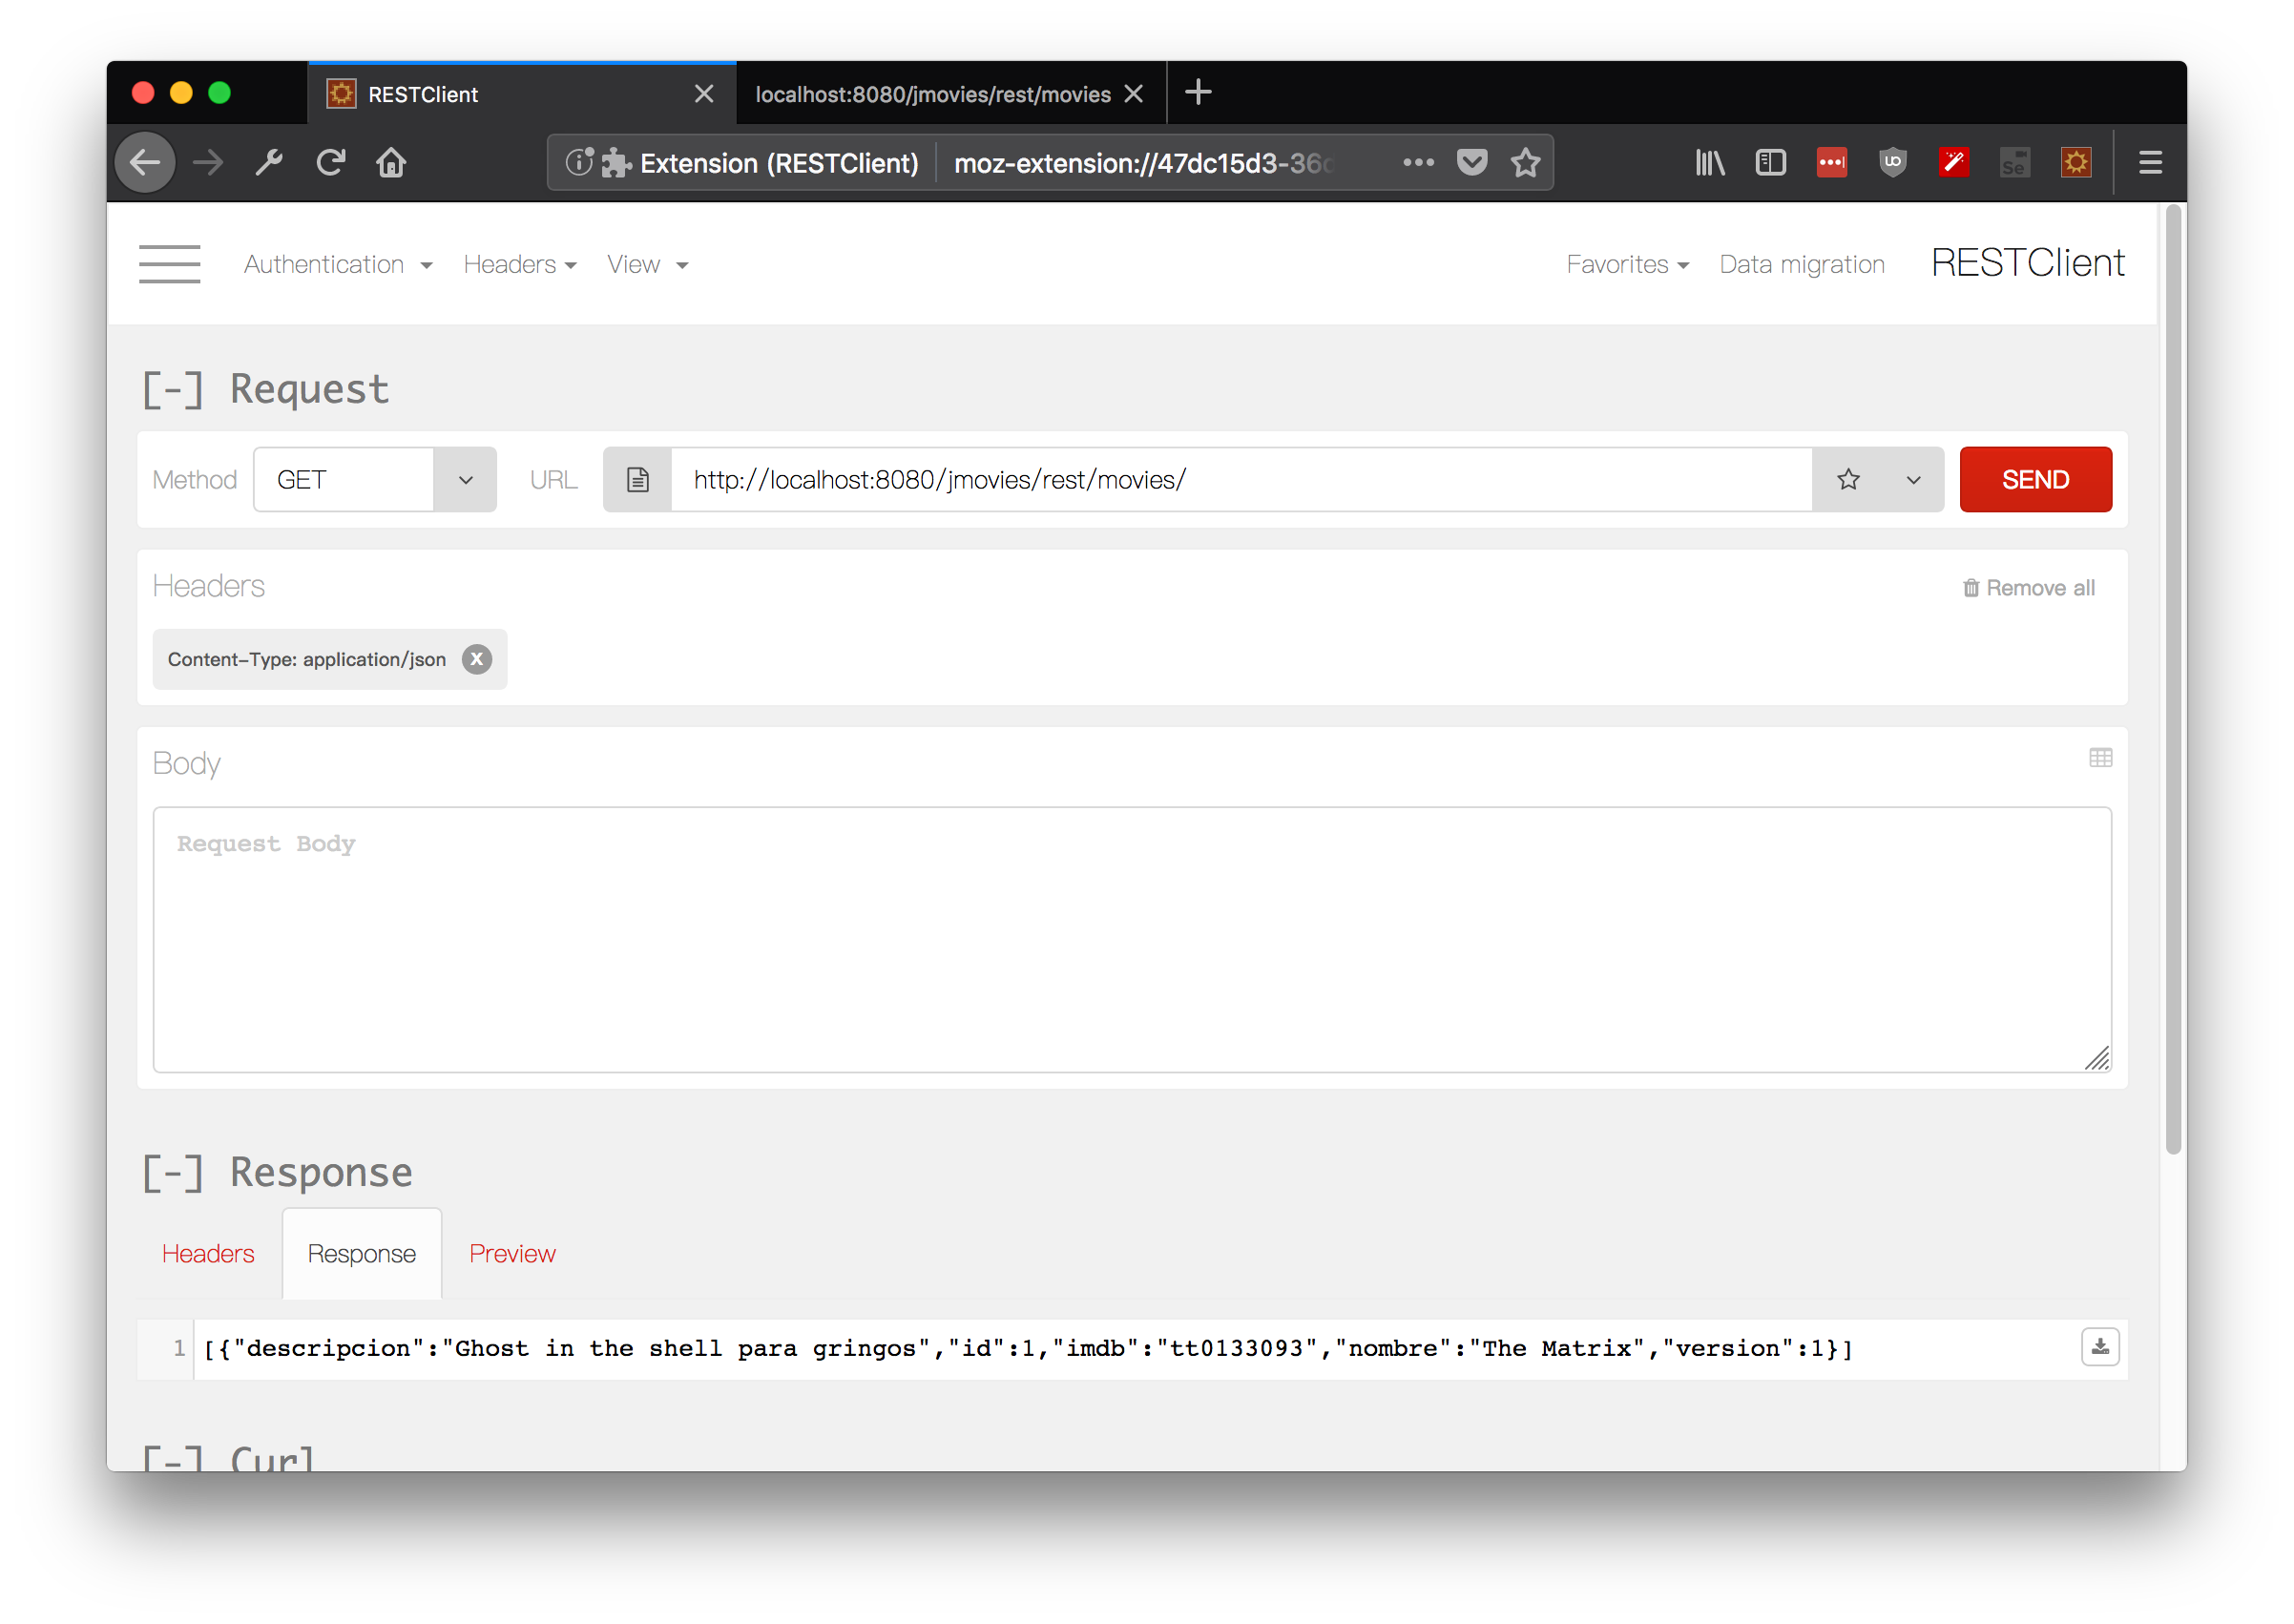 RESTClient
localhost:8080/jmovies/rest/movies
Extension (RESTClient) moz-extension://47dc15d3-36
Se
Authentication Headers View Favorites Data migration RESTClient
[-] Request
Method GET URL http://localhost:8080/jmovies/rest/movies/ SEND
Headers Remove all
Content-Type: application/json x
Body
Request Body
[-] Response
Headers Response Preview
1 [{"descripcion":"Ghost in the shell para gringos","id":1,"imdb":"tt0133093","nombre":"The Matrix","version":1}]
[-] Curl